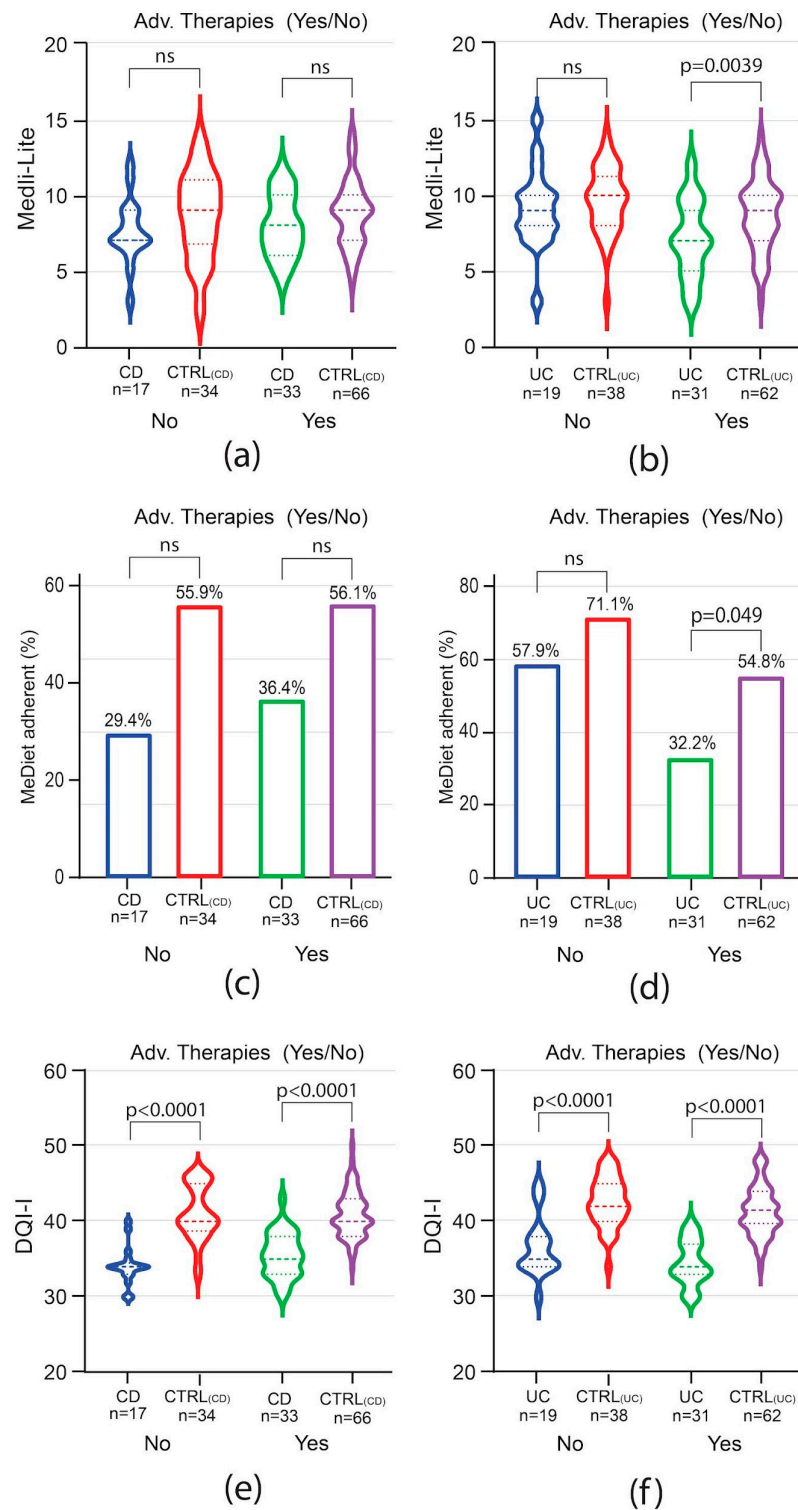 Adv. Therapies (Yes/No)
ns
ns
Medli-Lite
20
15
10
5
0
CD
n=17
CTRL(CD)
n=34
CD
n=33
CTRL(CD)
n=66
No
Yes
(a)
Adv. Therapies (Yes/No)
ns
p=0.0039
Medli-Lite
20
15
10
5
0
UC
n=19
CTRL(UC)
n=38
UC
n=31
CTRL(UC)
n=62
No
Yes
(b)
Adv. Therapies (Yes/No)
ns
ns
MeDiet adherent (%)
60
40
20
0
29.4%
55.9%
36.4%
56.1%
CD
n=17
CTRL(CD)
n=34
CD
n=33
CTRL(CD)
n=66
No
Yes
(c)
Adv. Therapies (Yes/No)
ns
p=0.049
MeDiet adherent (%)
80
60
40
20
0
57.9%
71.1%
32.2%
54.8%
UC
n=19
CTRL(UC)
n=38
UC
n=31
CTRL(UC)
n=62
No
Yes
(d)
Adv. Therapies (Yes/No)
p<0.0001
p<0.0001
DQI-I
60
50
40
30
20
CD
n=17
CTRL(CD)
n=34
CD
n=33
CTRL(CD)
n=66
No
Yes
(e)
Adv. Therapies (Yes/No)
p<0.0001
p<0.0001
DQI-I
60
50
40
30
20
UC
n=19
CTRL(UC)
n=38
UC
n=31
CTRL(UC)
n=62
No
Yes
(f)